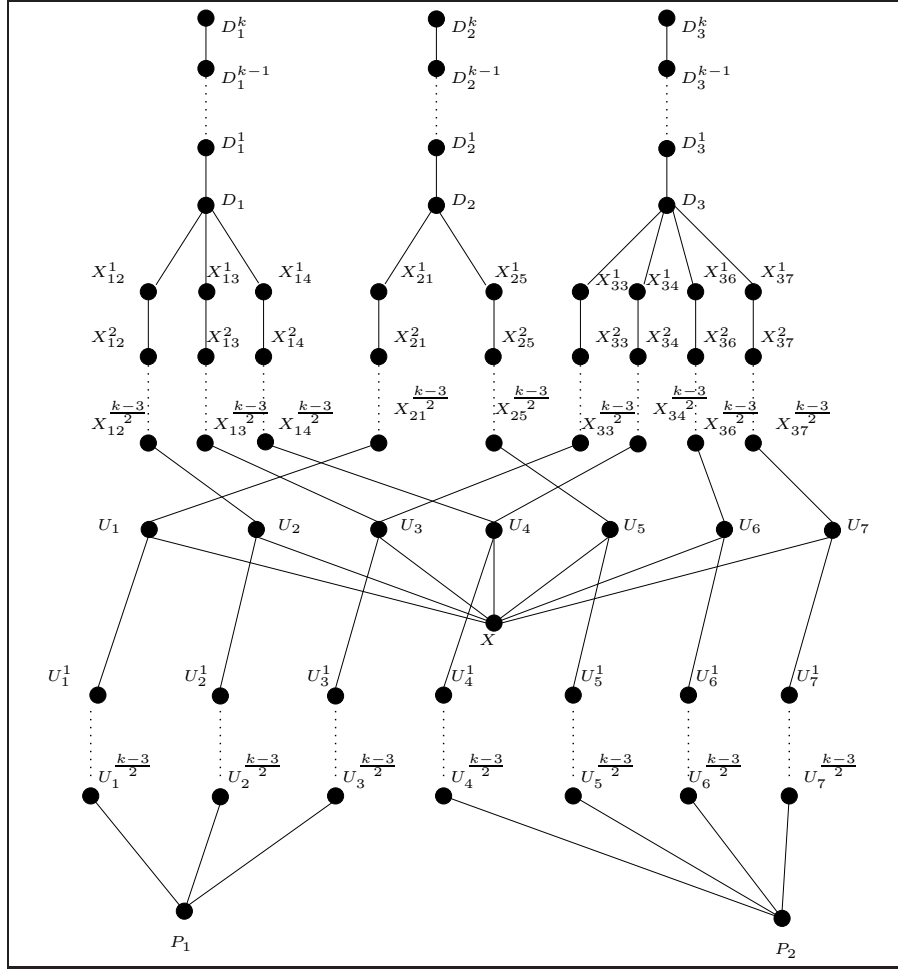 D_1^k D_2^k D_3^k
D_1^{k-1} D_2^{k-1} D_3^{k-1}
D_1^1 D_2^1 D_3^1
D_1 D_2 D_3
X_{12}^1 X_{13}^1 X_{14}^1 X_{21}^1 X_{25}^1 X_{33}^1 X_{34}^1 X_{36}^1 X_{37}^1
X_{12}^2 X_{13}^2 X_{14}^2 X_{21}^2 X_{25}^2 X_{33}^2 X_{34}^2 X_{36}^2 X_{37}^2
X_{12}^{\frac{k-3}{2}} X_{13}^{\frac{k-3}{2}} X_{14}^{\frac{k-3}{2}} X_{21}^{\frac{k-3}{2}} X_{25}^{\frac{k-3}{2}} X_{33}^{\frac{k-3}{2}} X_{34}^{\frac{k-3}{2}} X_{36}^{\frac{k-3}{2}} X_{37}^{\frac{k-3}{2}}
U_1 U_2 U_3 U_4 U_5 U_6 U_7
X
U_1^1 U_2^1 U_3^1 U_4^1 U_5^1 U_6^1 U_7^1
U_1^{\frac{k-3}{2}} U_2^{\frac{k-3}{2}} U_3^{\frac{k-3}{2}} U_4^{\frac{k-3}{2}} U_5^{\frac{k-3}{2}} U_6^{\frac{k-3}{2}} U_7^{\frac{k-3}{2}}
P_1 P_2